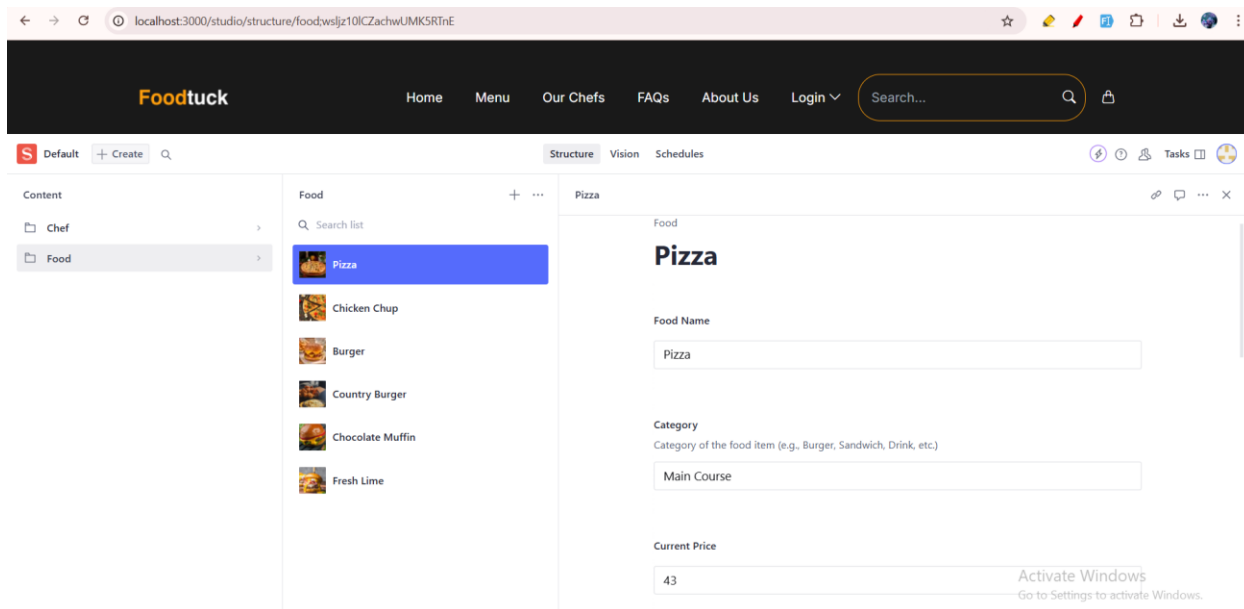 localhost:3000/studio/structure/food;wsljz10lCZachwUMK5RTnE
Foodtuck
Home Menu Our Chefs FAQs About Us Login Search...
S Default + Create Structure Vision Schedules Tasks
Content
Chef
Food
Food
Search list
Pizza
Chicken Chup
Burger
Country Burger
Chocolate Muffin
Fresh Lime
Pizza
Food
Pizza
Food Name
Pizza
Category
Category of the food item (e.g., Burger, Sandwich, Drink, etc.)
Main Course
Current Price
43
Activate Windows
Go to Settings to activate Windows.